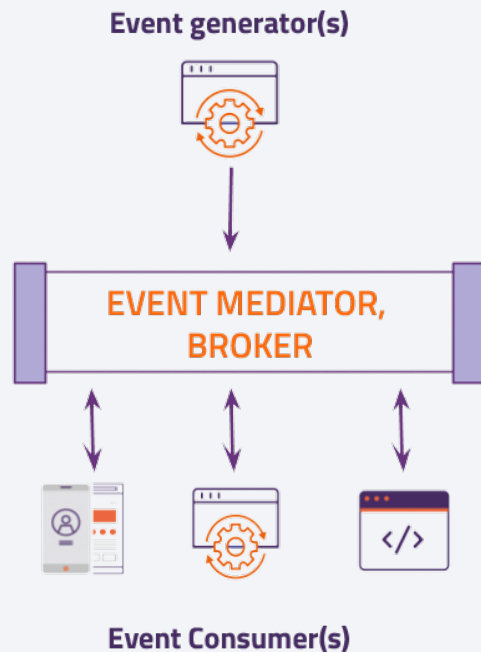 Event generator(s)
EVENT MEDIATOR,
BROKER
</>
Event Consumer(s)